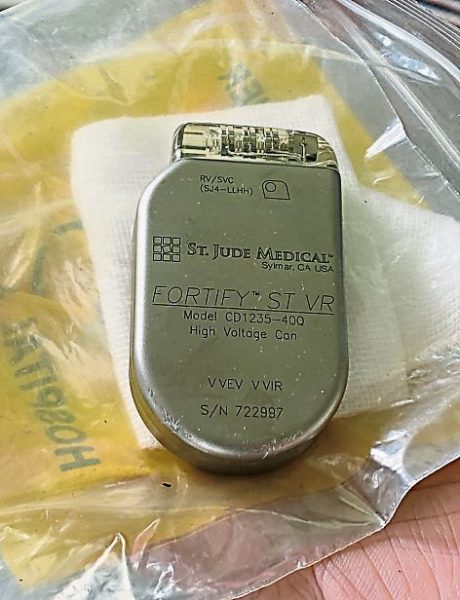 RV/SVC
(SJ4-LLHH)
ST. JUDE MEDICAL™
Sylmar, CA USA
FORTIFY™ ST VR
Model CD1235-40Q
High Voltage Can
VVEV VVIR
S/N 722997
HOSPITAL